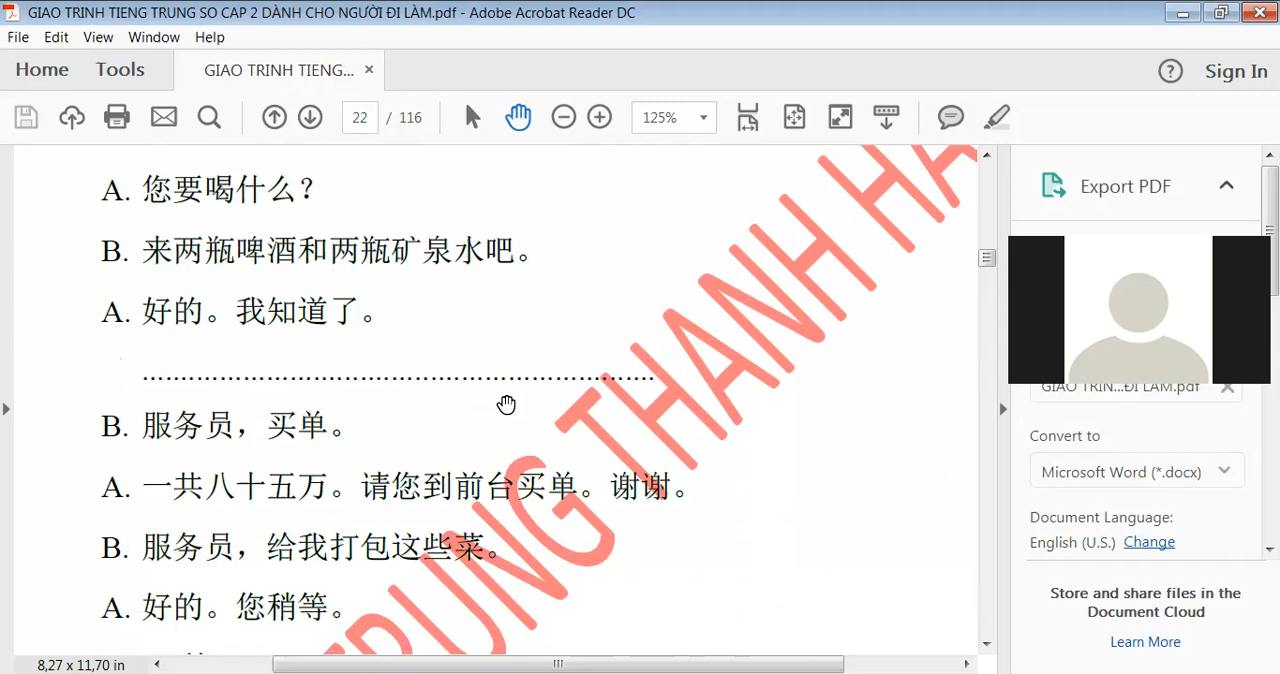 GIAO TRINH TIENG TRUNG SO CAP 2 DÀNH CHO NGƯỜI ĐI LÀM.pdf - Adobe Acrobat Reader DC
File Edit View Window Help
Home Tools GIAO TRINH TIENG... × ? Sign In
22 / 116 125%
A. 您要喝什么?
B. 来两瓶啤酒和两瓶矿泉水吧。
A. 好的。我知道了。
............................................................
B. 服务员，买单。
A. 一共八十五万。请您到前台买单。谢谢。
B. 服务员，给我打包这些菜。
A. 好的。您稍等。
TRUNG THANH HA
8,27 x 11,70 in
Export PDF
GIAO TRIN...ĐI LÀM.pdf
Convert to
Microsoft Word (*.docx)
Document Language:
English (U.S.) Change
Store and share files in the
Document Cloud
Learn More